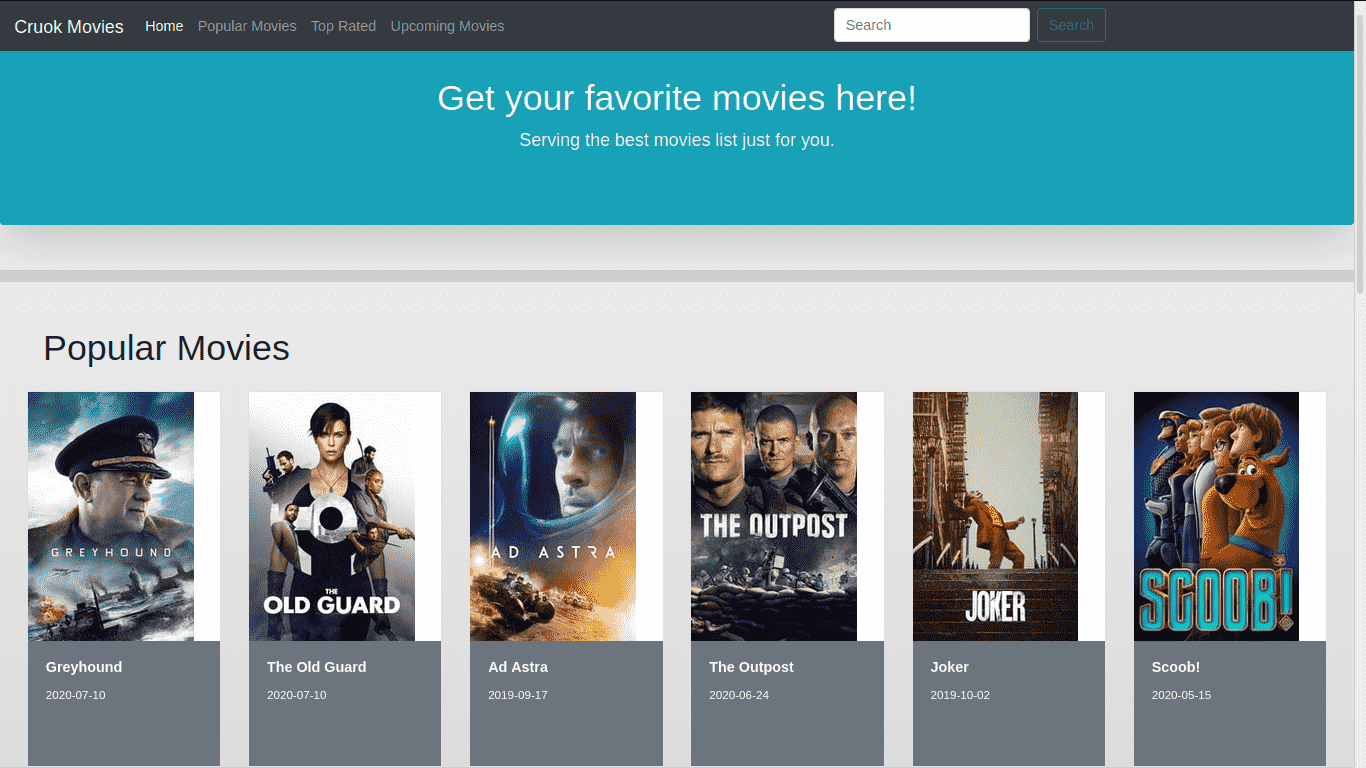 Cruok Movies Home Popular Movies Top Rated Upcoming Movies Search Search
Get your favorite movies here!
Serving the best movies list just for you.
Popular Movies
GREYHOUND
THE
OLD GUARD
AD ASTRA
THE OUTPOST
JOKER
SCOOB!
Greyhound
2020-07-10
The Old Guard
2020-07-10
Ad Astra
2019-09-17
The Outpost
2020-06-24
Joker
2019-10-02
Scoob!
2020-05-15